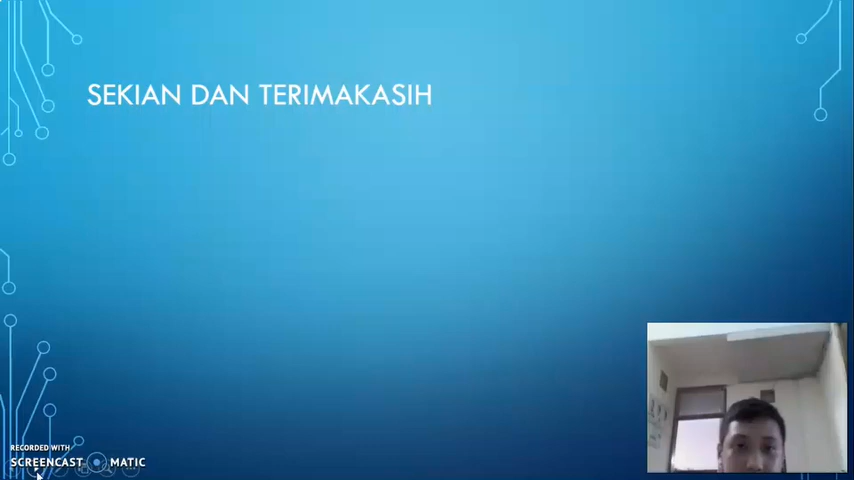 SEKIAN DAN TERIMAKASIH
RECORDED WITH
SCREENCAST MATIC